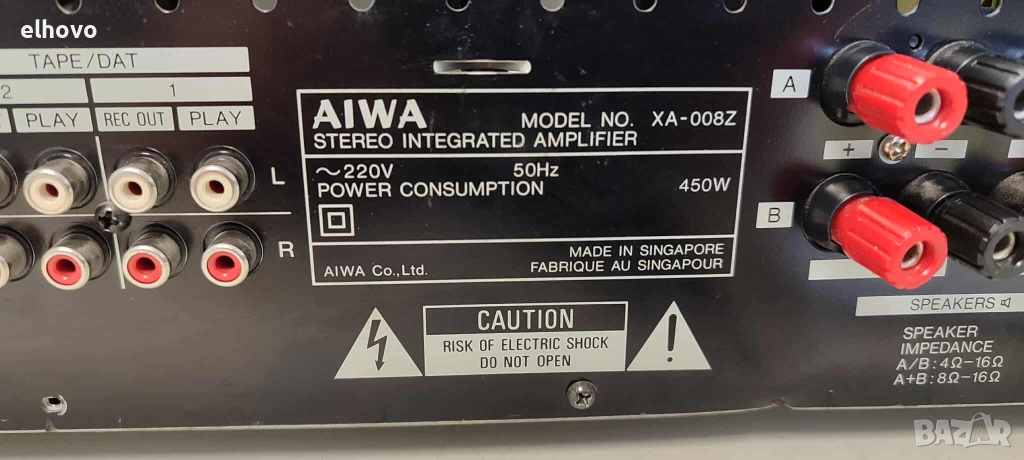 elhovo
TAPE/DAT
2 1
PLAY REC OUT PLAY
L
R
AIWA MODEL NO. XA-008Z
STEREO INTEGRATED AMPLIFIER
~220V 50Hz
POWER CONSUMPTION 450W
MADE IN SINGAPORE
AIWA Co.,Ltd. FABRIQUE AU SINGAPOUR
CAUTION
RISK OF ELECTRIC SHOCK
DO NOT OPEN
A
+ −
B
SPEAKERS
SPEAKER
IMPEDANCE
A/B : 4Ω–16Ω
A+B : 8Ω–16Ω
BAZAR